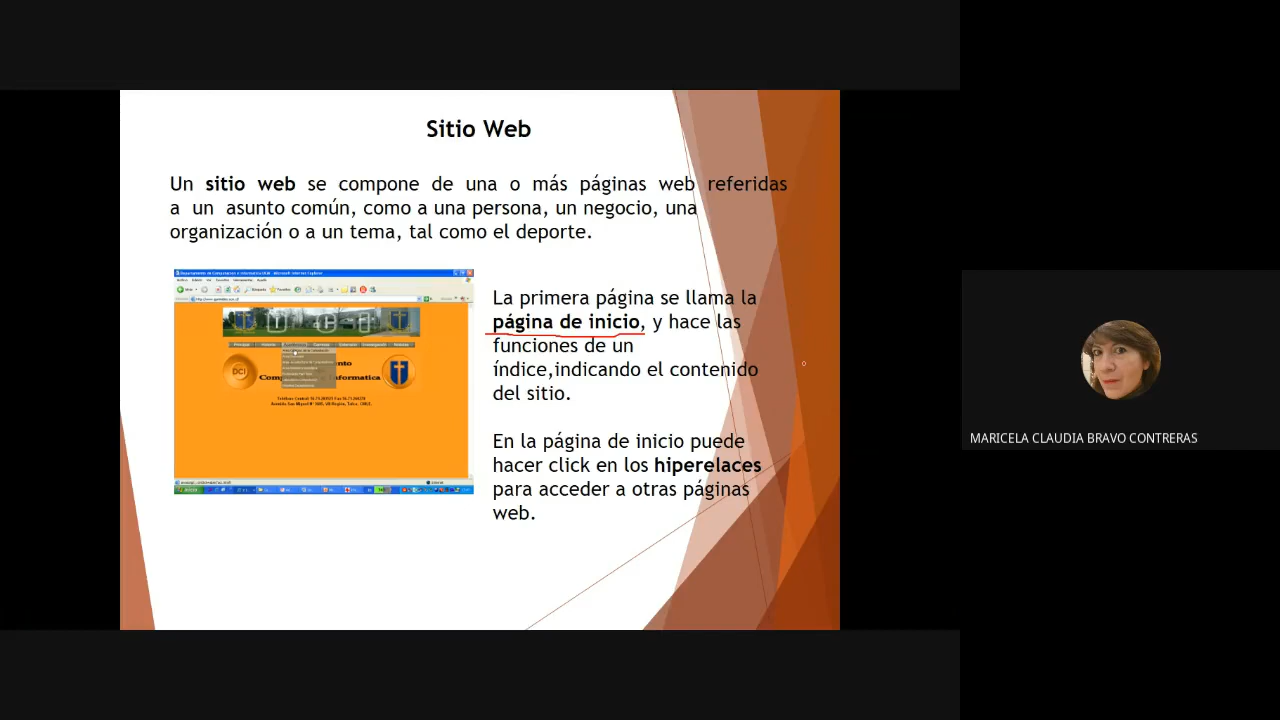 Sitio Web
Un sitio web se compone de una o más páginas web referidas
a un asunto común, como a una persona, un negocio, una
organización o a un tema, tal como el deporte.
La primera página se llama la
página de inicio, y hace las
funciones de un
índice,indicando el contenido
del sitio.
En la página de inicio puede
hacer click en los hiperelaces
para acceder a otras páginas
web.
DCI
MARICELA CLAUDIA BRAVO CONTRERAS